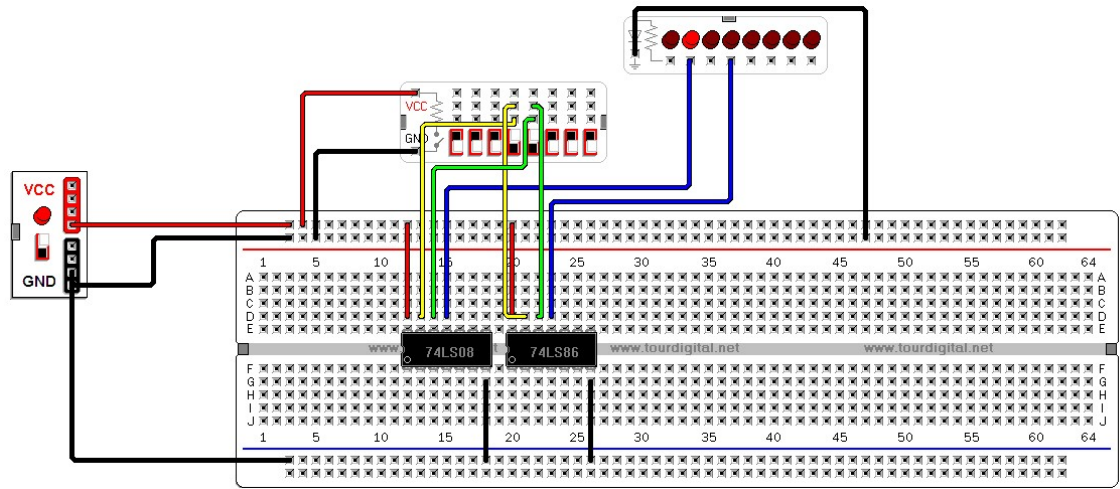 VCC
GND
VCC
GND
1 5 10 15 20 25 30 35 40 45 50 55 60 64
A A
B B
C C
D D
E E
www. 74LS08 t 74LS86 www.tourdigital.net www.tourdigital.net
F F
G G
H H
I I
J J
1 5 10 15 20 25 30 35 40 45 50 55 60 64